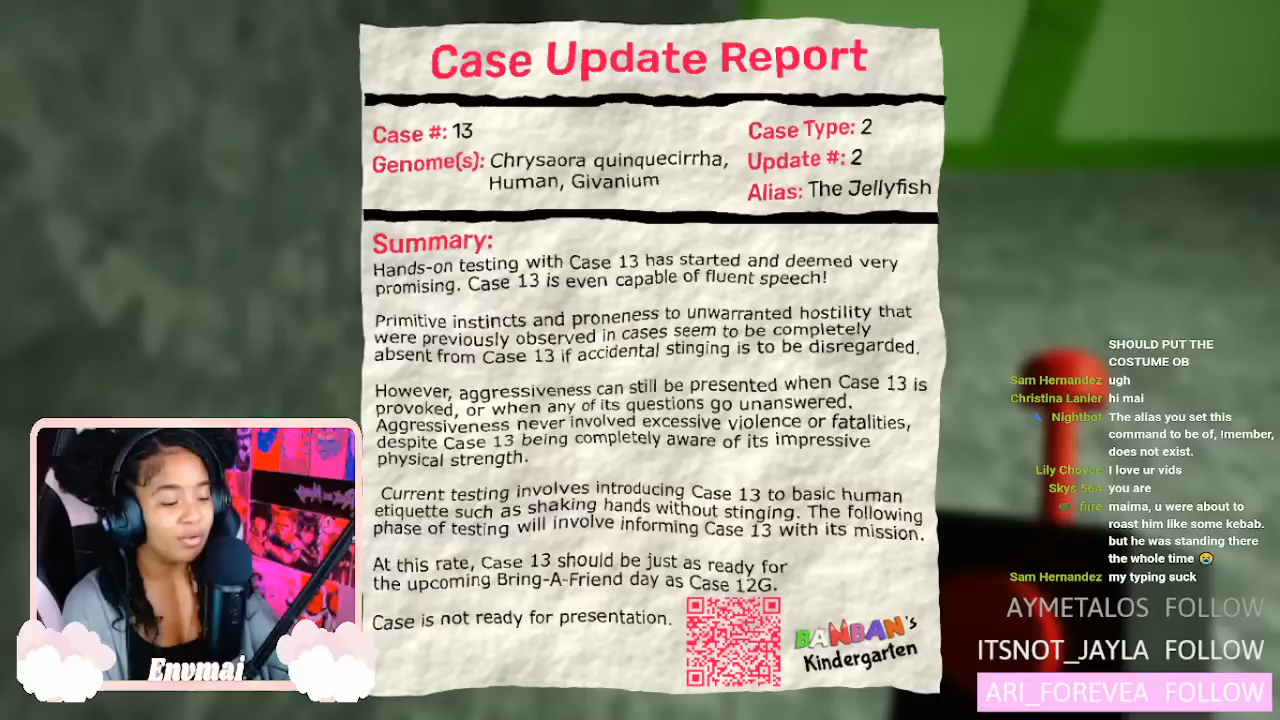 Case Update Report
Case #: 13
Genome(s): Chrysaora quinquecirrha,
Human, Givanium
Case Type: 2
Update #: 2
Alias: The Jellyfish
Summary:
Hands-on testing with Case 13 has started and deemed very
promising. Case 13 is even capable of fluent speech!
Primitive instincts and proneness to unwarranted hostility that
were previously observed in cases seem to be completely
absent from Case 13 if accidental stinging is to be disregarded.
However, aggressiveness can still be presented when Case 13 is
provoked, or when any of its questions go unanswered.
Aggressiveness never involved excessive violence or fatalities,
despite Case 13 being completely aware of its impressive
physical strength.
Current testing involves introducing Case 13 to basic human
etiquette such as shaking hands without stinging. The following
phase of testing will involve informing Case 13 with its mission.
At this rate, Case 13 should be just as ready for
the upcoming Bring-A-Friend day as Case 12G.
Case is not ready for presentation.
BANBAN's
Kindergarten
Envmai
SHOULD PUT THE
COSTUME OB
Sam Hernandez ugh
Christina Lanier hi mai
Nightbot The alias you set this
command to be of, !member,
does not exist.
Lily Choyce I love ur vids
Skys 564 you are
fiire maima, u were about to
roast him like some kebab.
but he was standing there
the whole time 😭
Sam Hernandez my typing suck
AYMETALOS FOLLOW
ITSNOT_JAYLA FOLLOW
ARI_FOREVEA FOLLOW